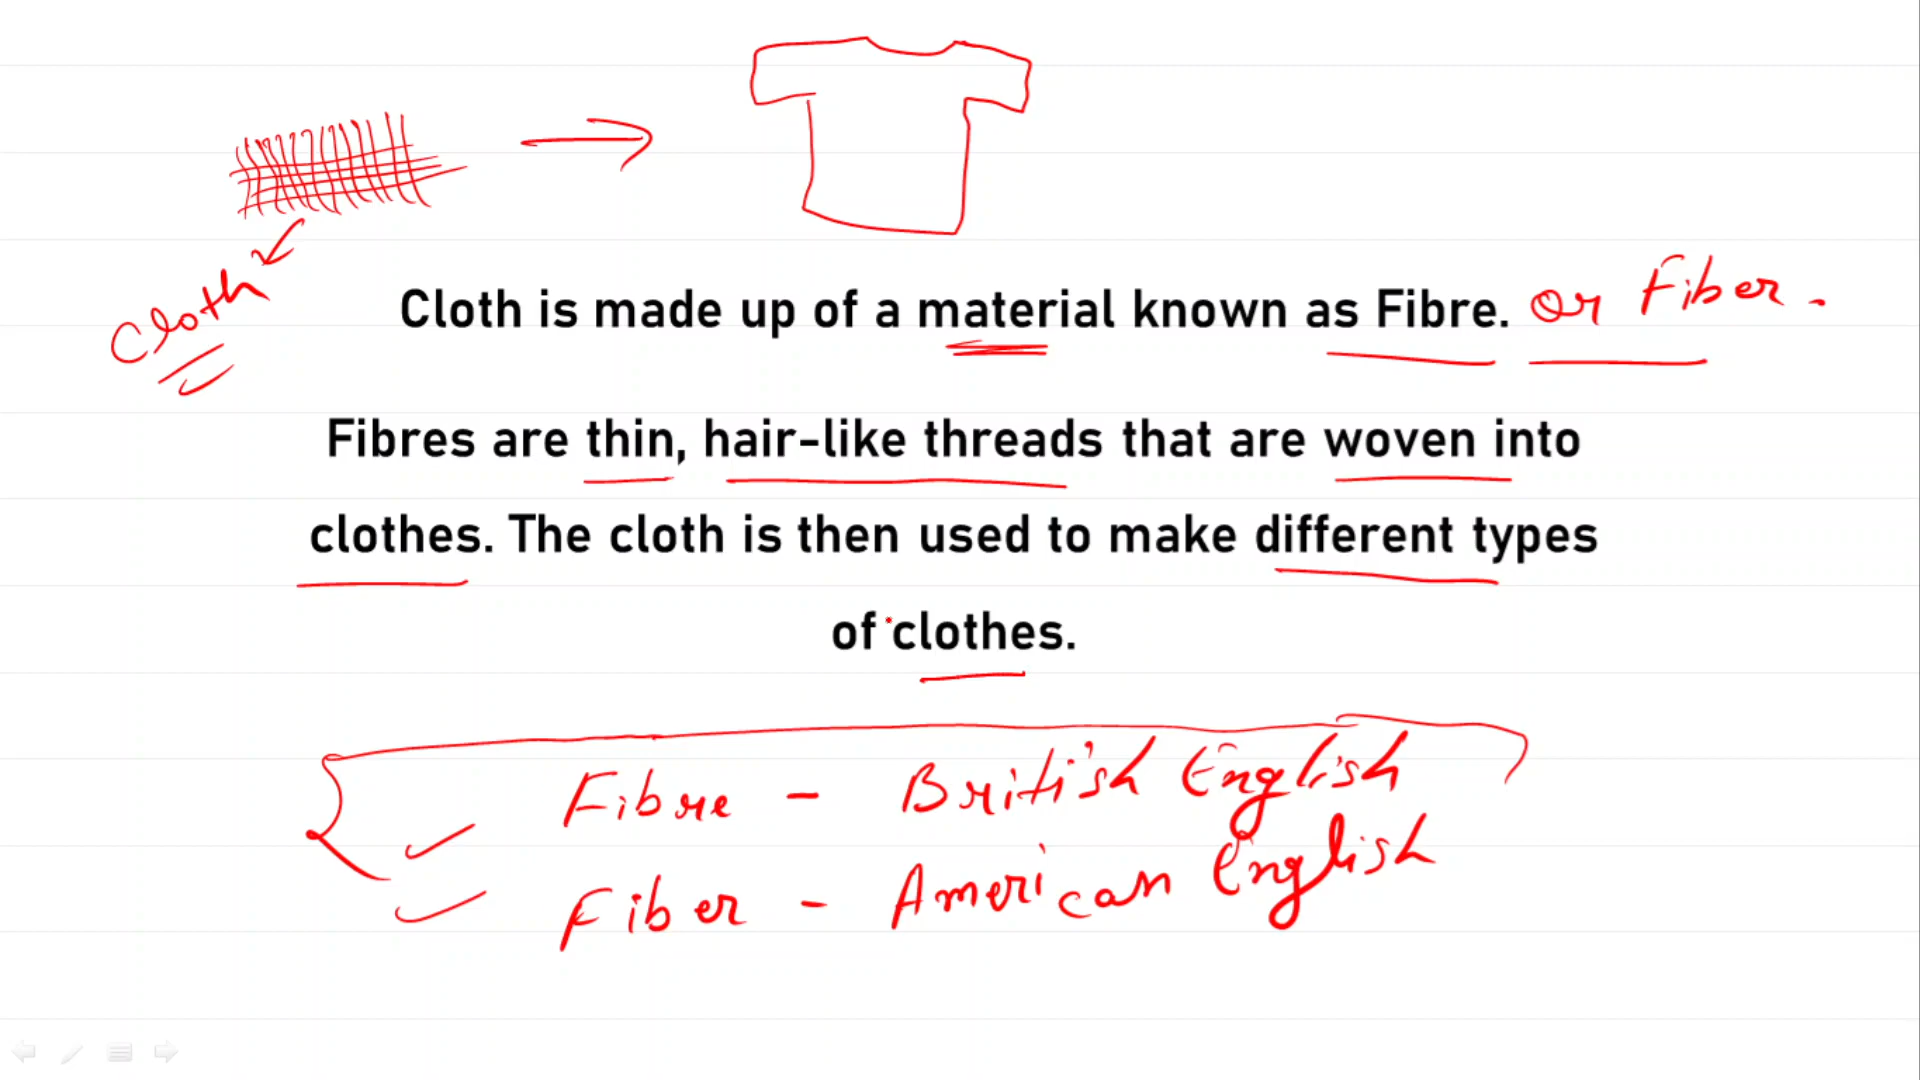 Cloth
Cloth is made up of a material known as Fibre. or Fiber.
Fibres are thin, hair-like threads that are woven into
clothes. The cloth is then used to make different types
of clothes.
Fibre - British English
Fiber - American English